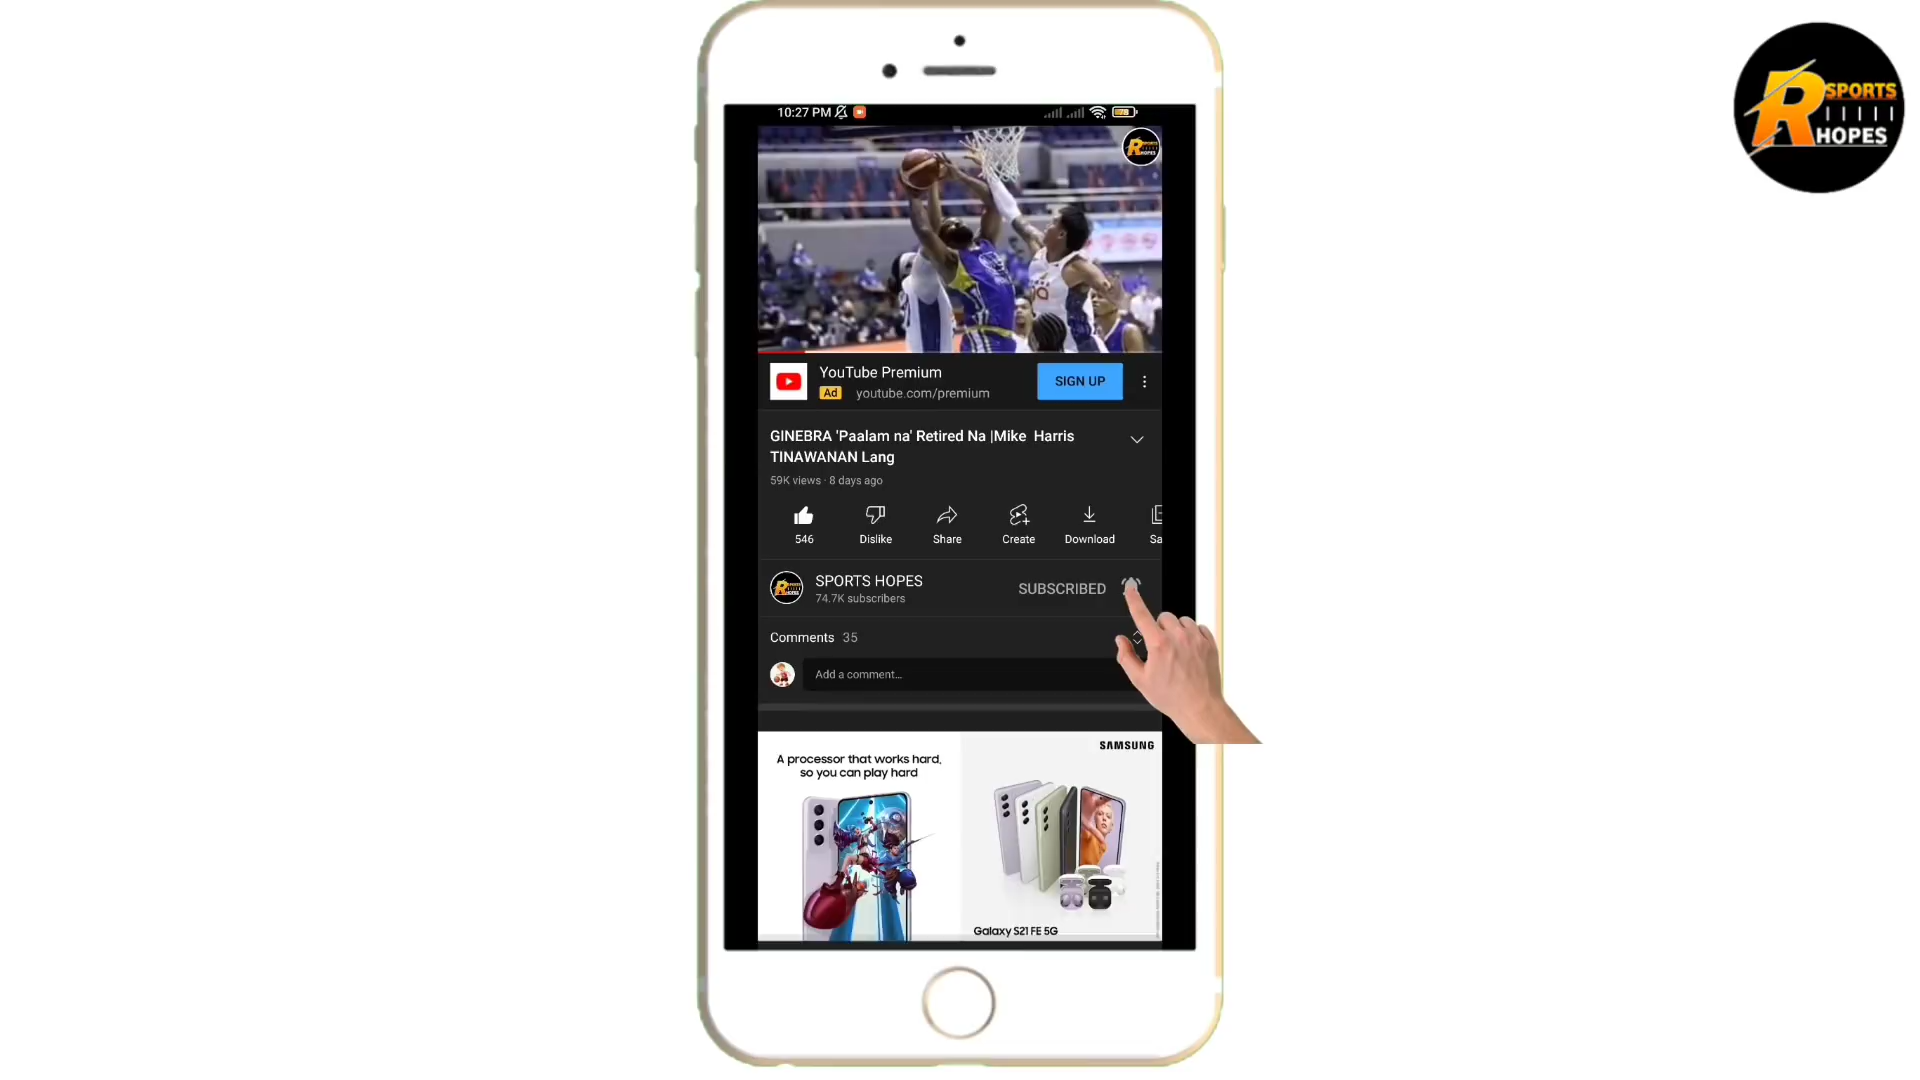 SPORTS
HOPES
10:27 PM
YouTube Premium
Ad youtube.com/premium
SIGN UP
GINEBRA 'Paalam na' Retired Na |Mike Harris
TINAWANAN Lang
59K views · 8 days ago
546
Dislike
Share
Create
Download
Sa
SPORTS HOPES
74.7K subscribers
SUBSCRIBED
Comments 35
Add a comment...
A processor that works hard,
so you can play hard
SAMSUNG
Galaxy S21 FE 5G